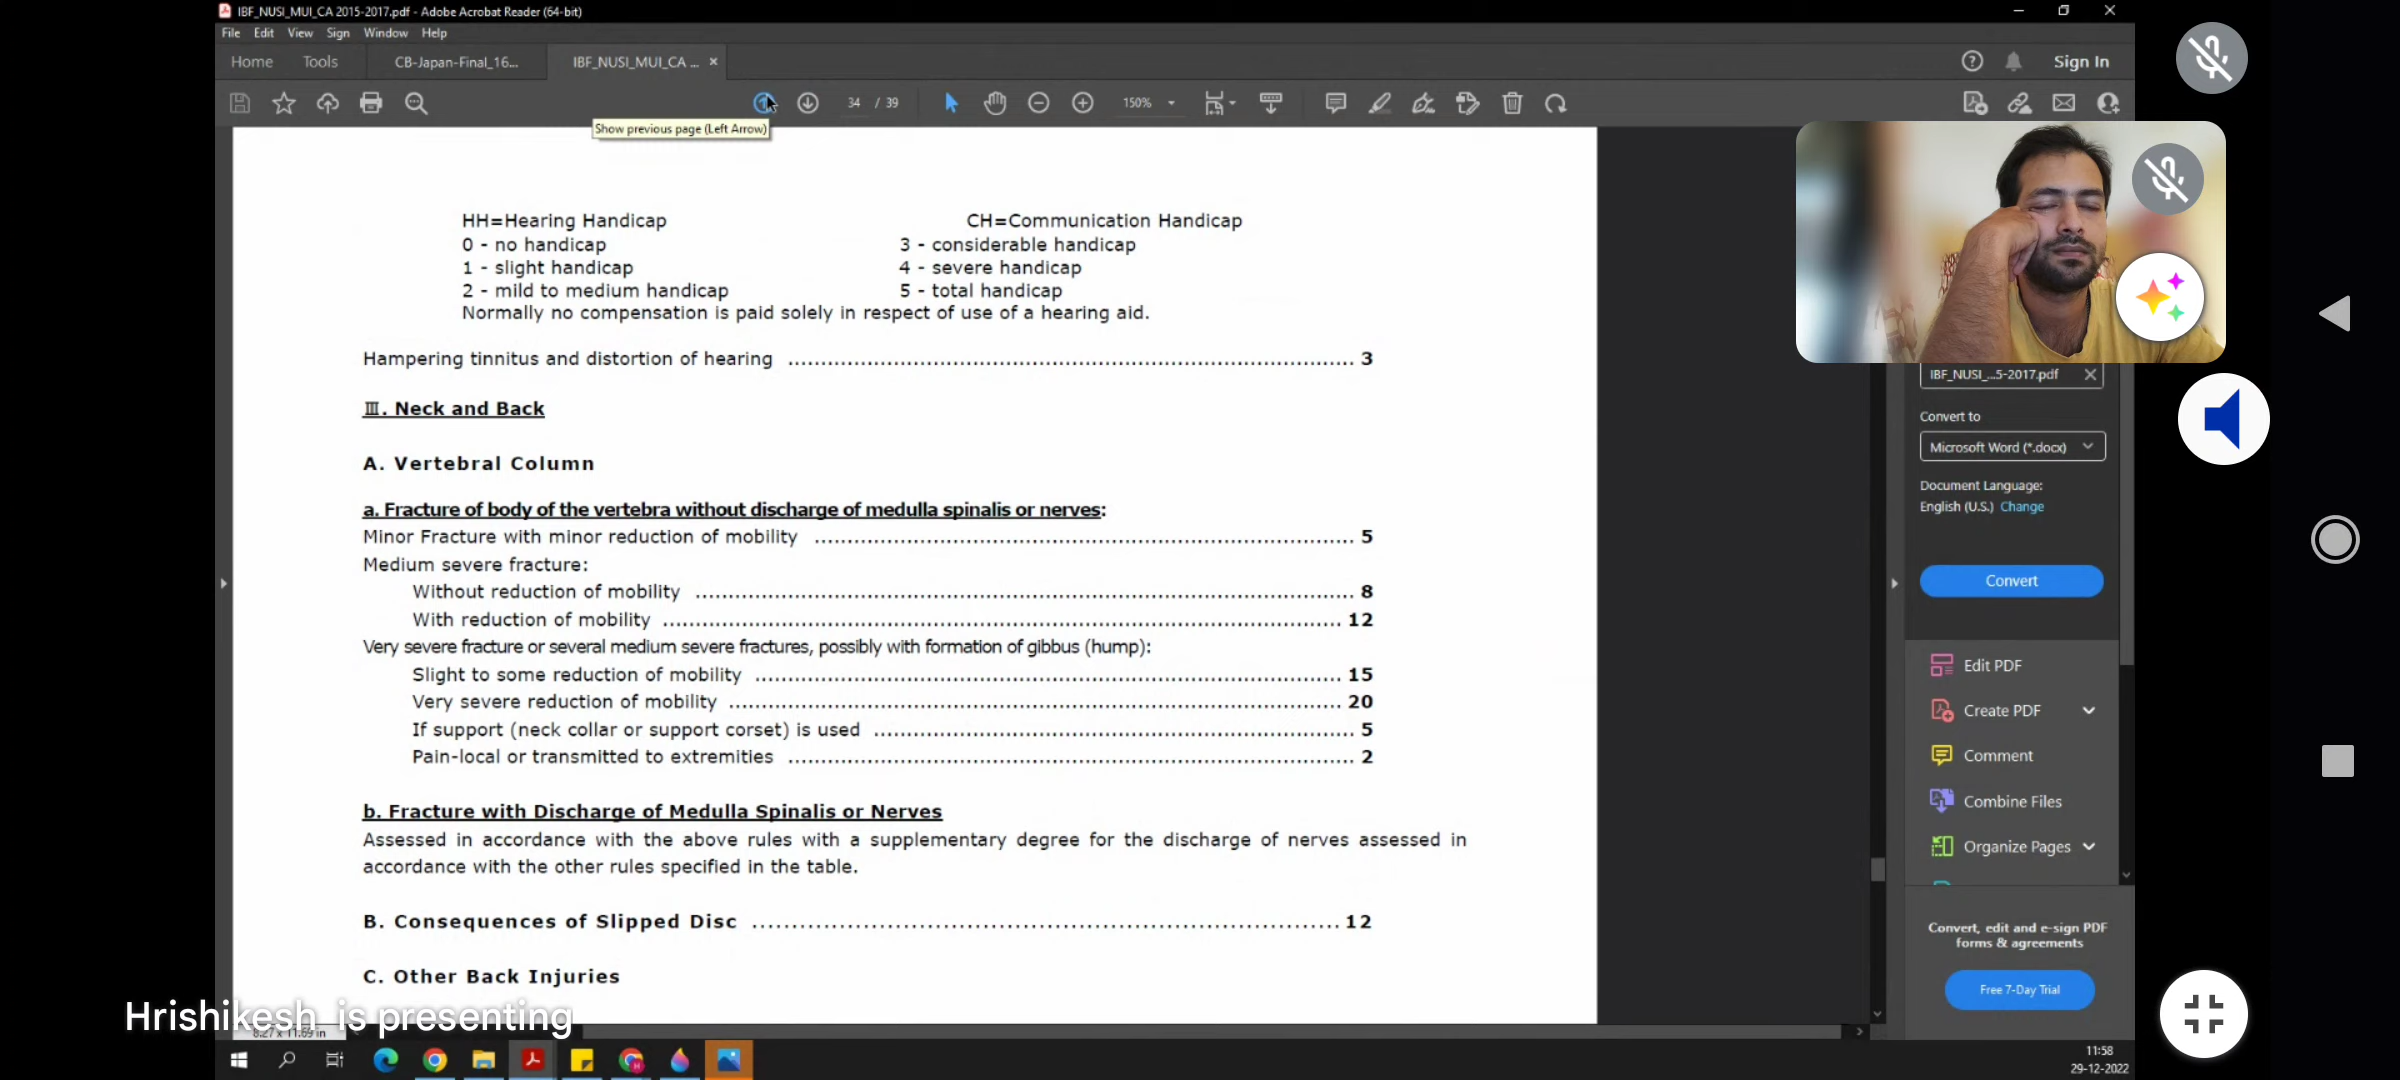 IBF_NUSI_MUI_CA 2015-2017.pdf - Adobe Acrobat Reader (64-bit)
File Edit View Sign Window Help
Home Tools CB-Japan-Final_16... IBF_NUSI_MUI_CA ... × Sign In
34 / 39 150%
Show previous page (Left Arrow)
HH=Hearing Handicap CH=Communication Handicap
0 - no handicap 3 - considerable handicap
1 - slight handicap 4 - severe handicap
2 - mild to medium handicap 5 - total handicap
Normally no compensation is paid solely in respect of use of a hearing aid.
Hampering tinnitus and distortion of hearing ........ 3
III. Neck and Back
A. Vertebral Column
a. Fracture of body of the vertebra without discharge of medulla spinalis or nerves:
Minor Fracture with minor reduction of mobility ........ 5
Medium severe fracture:
Without reduction of mobility ........ 8
With reduction of mobility ........ 12
Very severe fracture or several medium severe fractures, possibly with formation of gibbus (hump):
Slight to some reduction of mobility ........ 15
Very severe reduction of mobility ........ 20
If support (neck collar or support corset) is used ........ 5
Pain-local or transmitted to extremities ........ 2
b. Fracture with Discharge of Medulla Spinalis or Nerves
Assessed in accordance with the above rules with a supplementary degree for the discharge of nerves assessed in
accordance with the other rules specified in the table.
B. Consequences of Slipped Disc ........ 12
C. Other Back Injuries
8.27 x 11.69 in
Hrishikesh is presenting
IBF_NUSI_...5-2017.pdf
Convert to
Microsoft Word (*.docx)
Document Language:
English (U.S.) Change
Convert
Edit PDF
Create PDF
Comment
Combine Files
Organize Pages
Convert, edit and e-sign PDF
forms & agreements
Free 7-Day Trial
11:58
29-12-2022